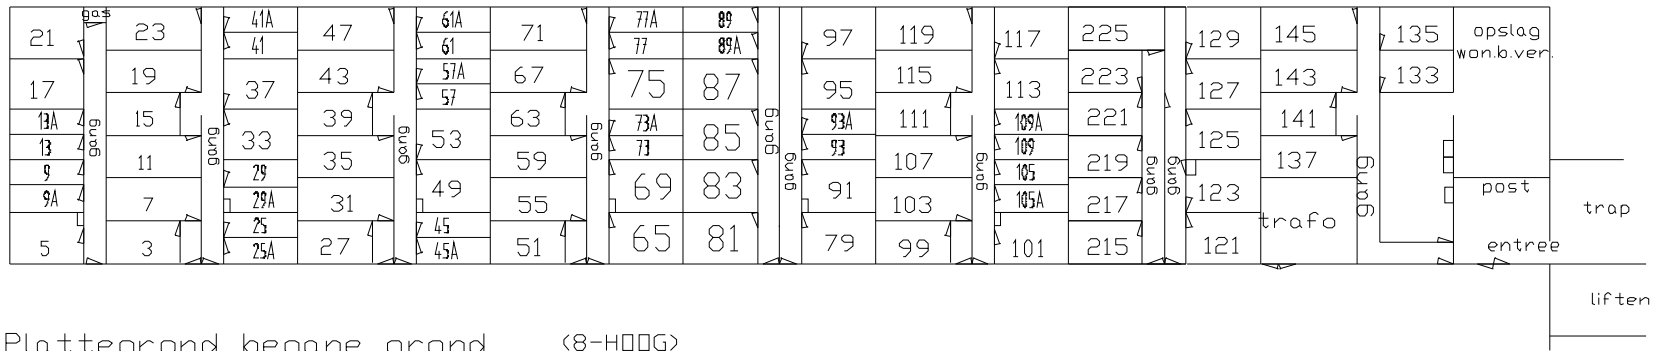 gas
21
17
13A
13
9
9A
5
gang
23
19
15
11
7
3
gang
41A
41
37
33
29
29A
25
25A
47
43
39
35
31
27
gang
61A
61
57A
57
53
49
45
45A
71
67
63
59
55
51
gang
77A
77
75
73A
73
69
65
89
89A
87
85
83
81
gang
gang
97
95
93A
93
91
79
119
115
111
107
103
99
gang
117
113
109A
109
105
105A
101
225
223
221
219
217
215
gang
gang
129
127
125
123
121
145
143
141
137
trafo
gang
135
133
opslag
won.b.ver.
post
entree
trap
liften
Plattegrond begane grond (8-H▯▯G)